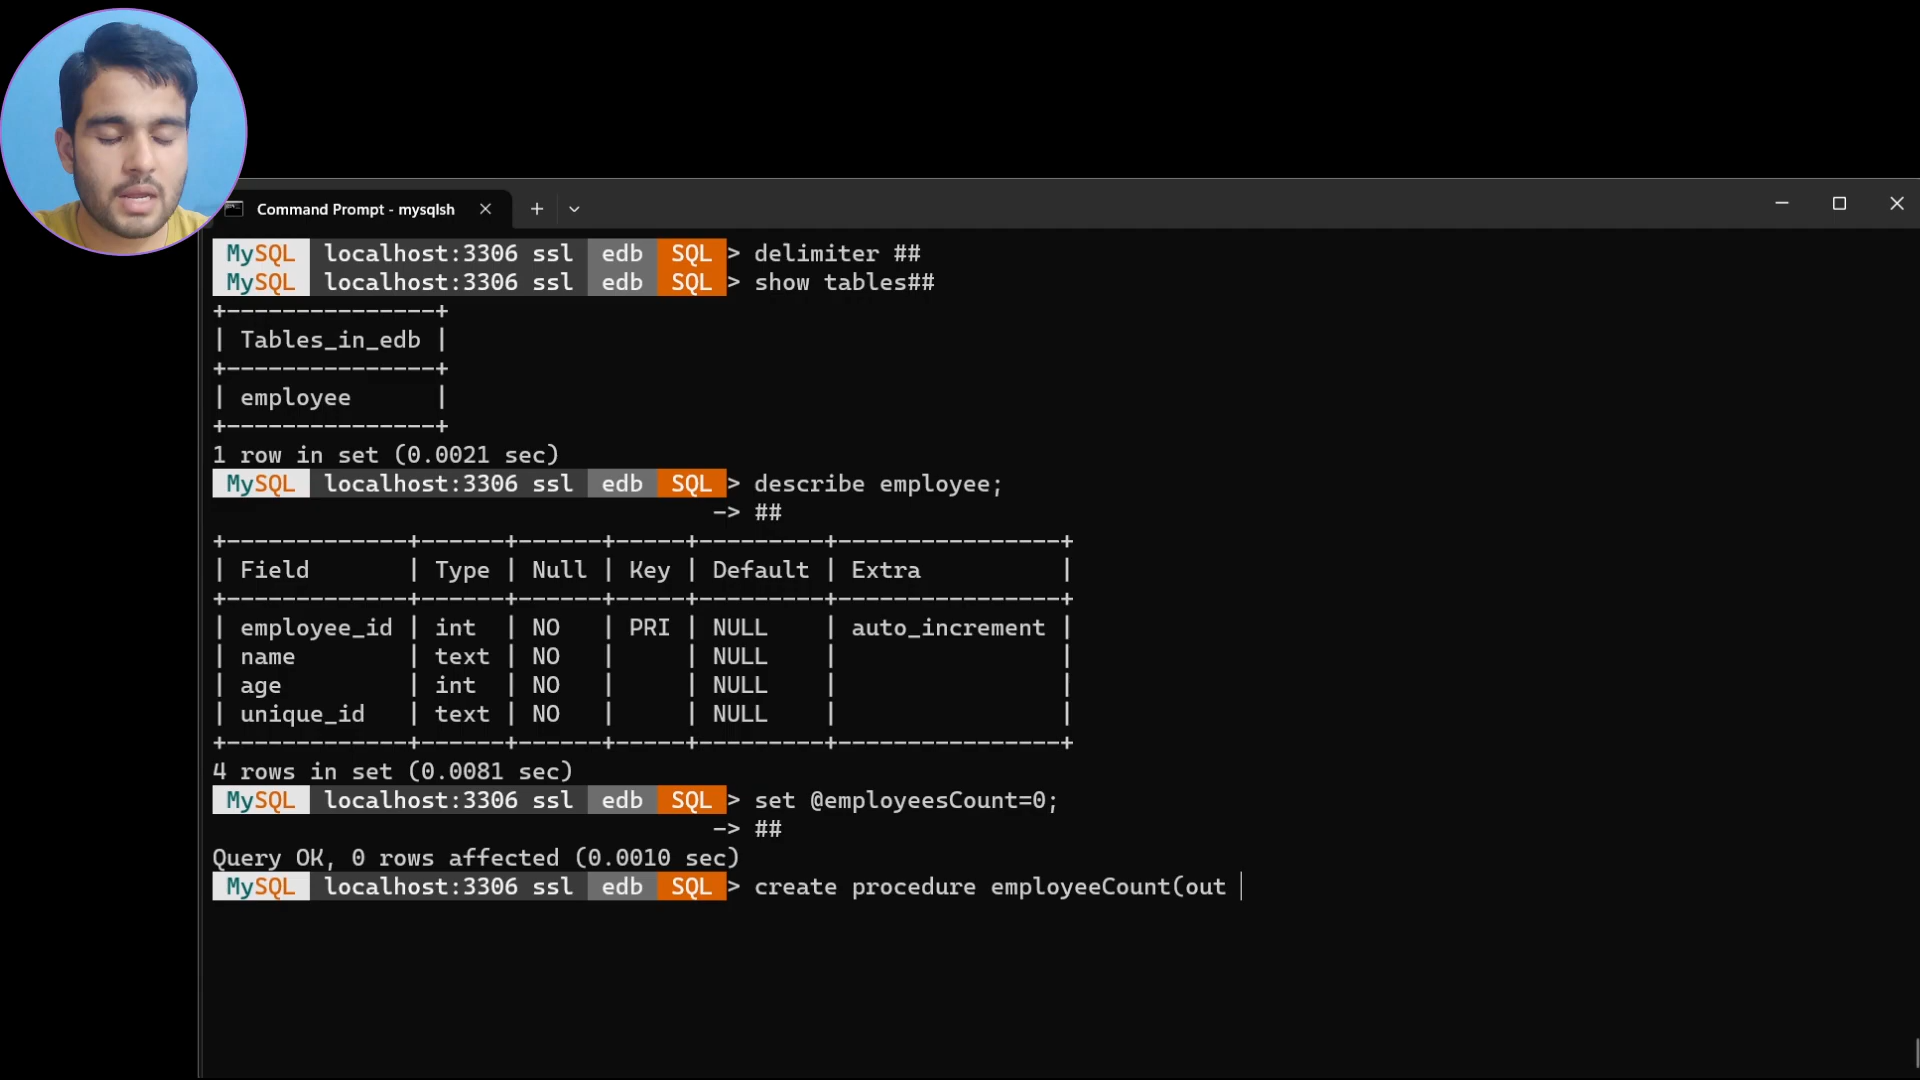 Command Prompt - mysqlsh
MySQL localhost:3306 ssl edb SQL > delimiter ##
MySQL localhost:3306 ssl edb SQL > show tables##
+---------------+
| Tables_in_edb |
+---------------+
| employee      |
+---------------+
1 row in set (0.0021 sec)
MySQL localhost:3306 ssl edb SQL > describe employee;
-> ##
+-------------+------+------+-----+---------+----------------+
| Field       | Type | Null | Key | Default | Extra          |
+-------------+------+------+-----+---------+----------------+
| employee_id | int  | NO   | PRI | NULL    | auto_increment |
| name        | text | NO   |     | NULL    |                |
| age         | int  | NO   |     | NULL    |                |
| unique_id   | text | NO   |     | NULL    |                |
+-------------+------+------+-----+---------+----------------+
4 rows in set (0.0081 sec)
MySQL localhost:3306 ssl edb SQL > set @employeesCount=0;
-> ##
Query OK, 0 rows affected (0.0010 sec)
MySQL localhost:3306 ssl edb SQL > create procedure employeeCount(out